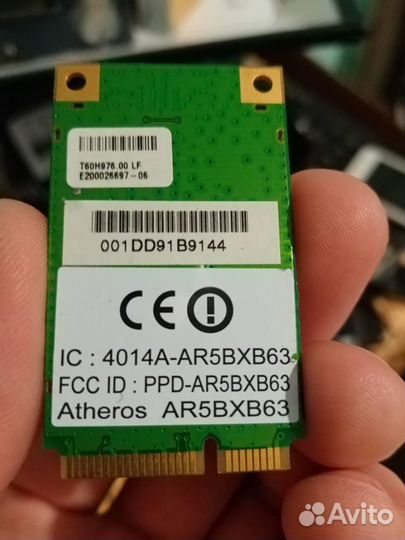 T60H976.00 LF
E200026697-06
001DD91B9144
CE
IC : 4014A-AR5BXB63
FCC ID : PPD-AR5BXB63
Atheros AR5BXB63
Avito